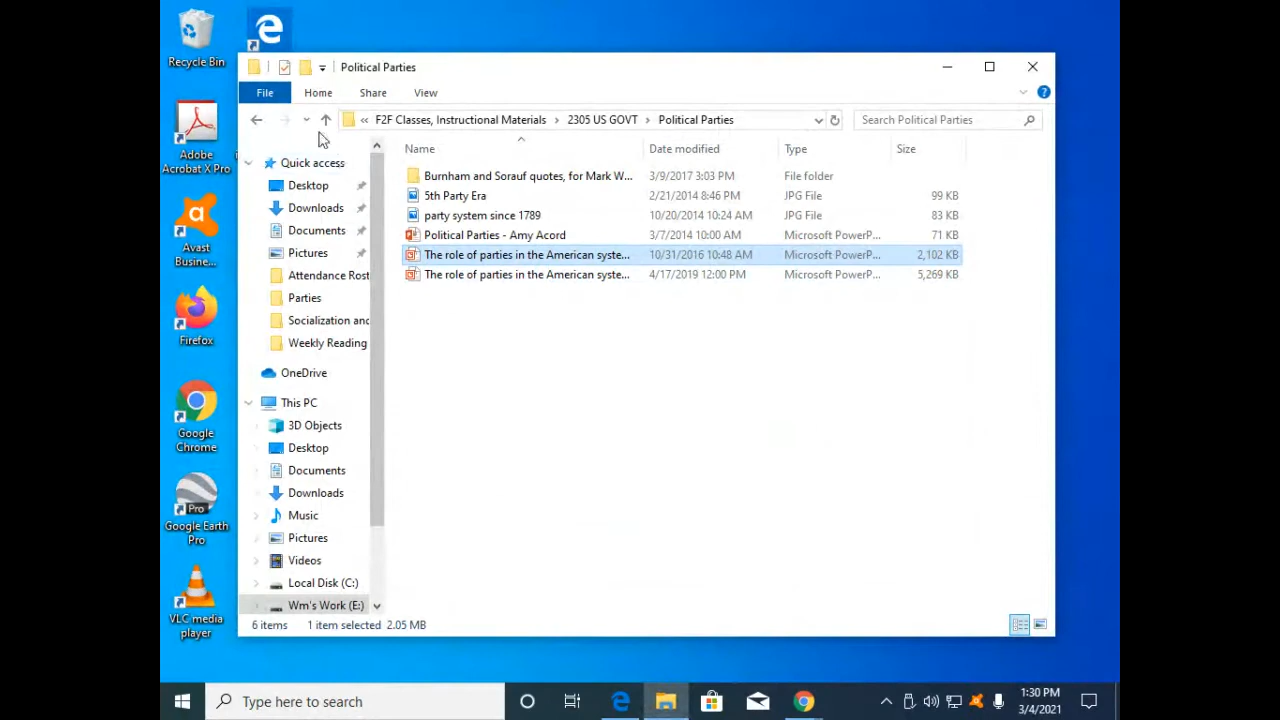 Recycle Bin
Adobe
Acrobat X Pro
Avast
Busine...
Firefox
Google
Chrome
Pro
Google Earth
Pro
VLC media
player
Political Parties
File Home Share View
« F2F Classes, Instructional Materials > 2305 US GOVT > Political Parties
Search Political Parties
Quick access
Desktop
Downloads
Documents
Pictures
Attendance Rost
Parties
Socialization and
Weekly Reading
OneDrive
This PC
3D Objects
Desktop
Documents
Downloads
Music
Pictures
Videos
Local Disk (C:)
Wm's Work (E:)
Name Date modified Type Size
Burnham and Sorauf quotes, for Mark W... 3/9/2017 3:03 PM File folder
5th Party Era 2/21/2014 8:46 PM JPG File 99 KB
party system since 1789 10/20/2014 10:24 AM JPG File 83 KB
Political Parties - Amy Acord 3/7/2014 10:00 AM Microsoft PowerP... 71 KB
The role of parties in the American syste... 10/31/2016 10:48 AM Microsoft PowerP... 2,102 KB
The role of parties in the American syste... 4/17/2019 12:00 PM Microsoft PowerP... 5,269 KB
6 items 1 item selected 2.05 MB
Type here to search
1:30 PM
3/4/2021